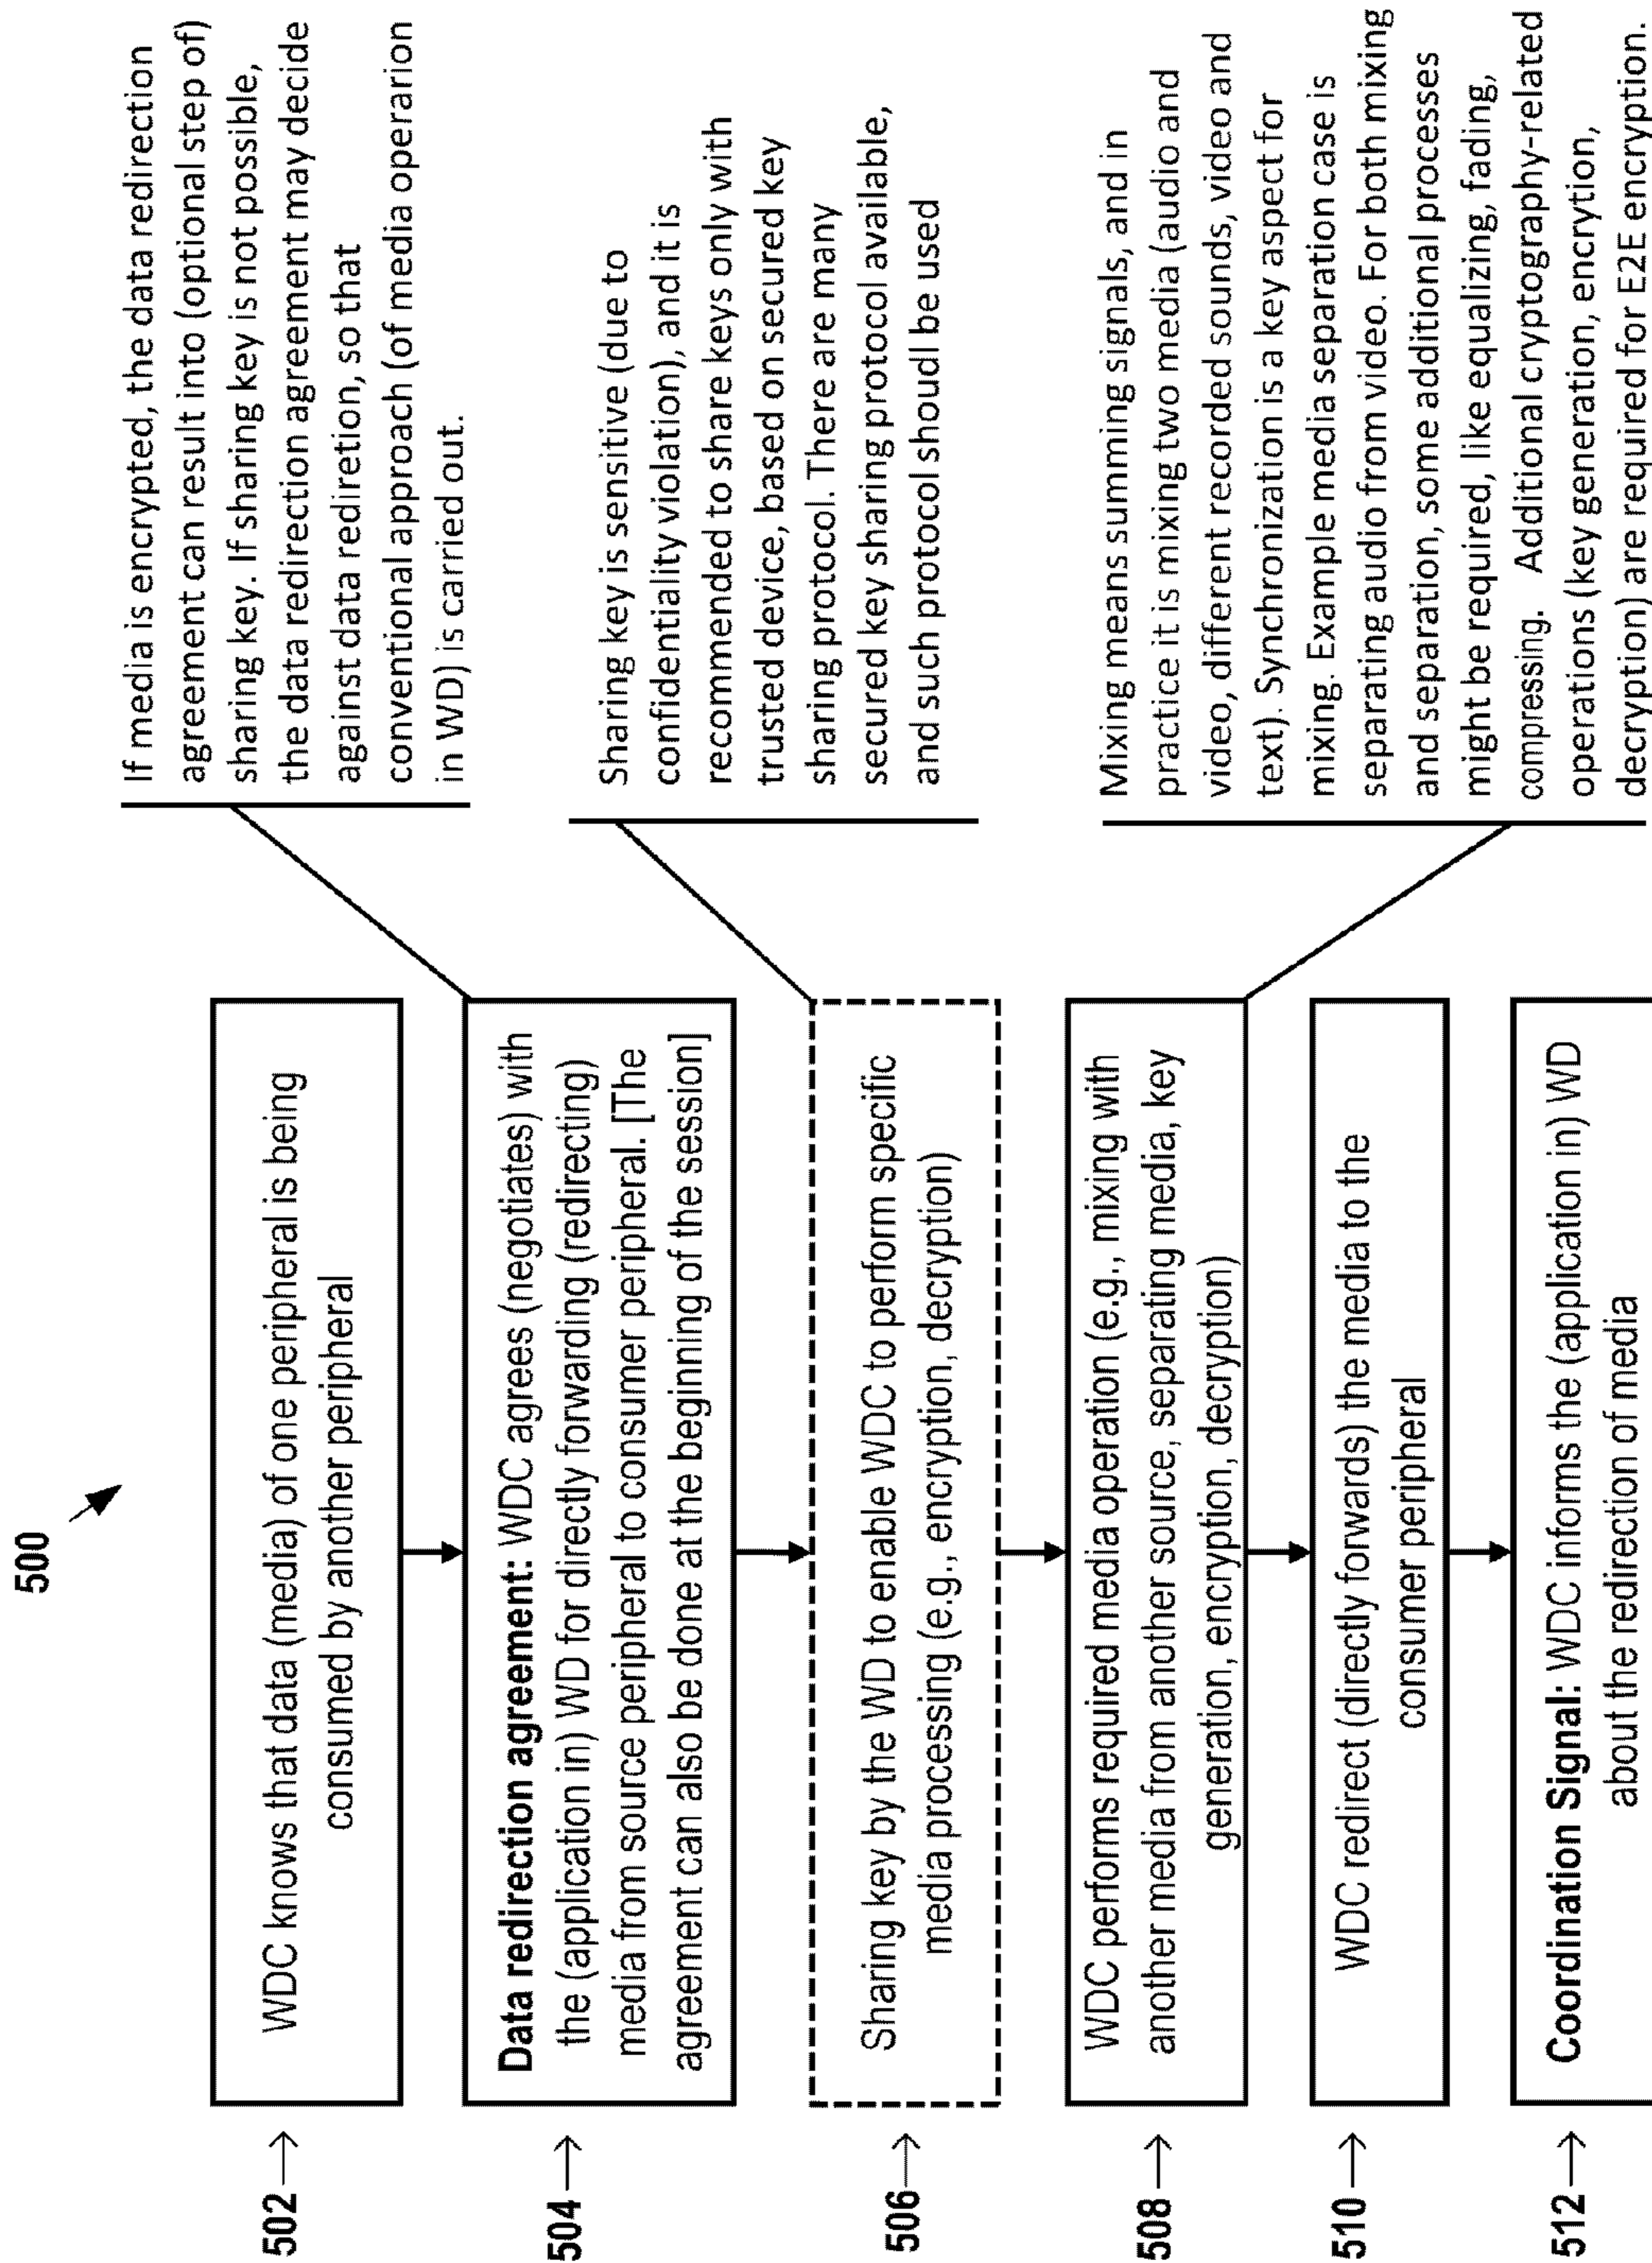 500
502
WDC knows that data (media) of one peripheral is being
consumed by another peripheral
504
Data redirection agreement: WDC agrees (negotiates) with
the (application in) WD for directly forwarding (redirecting)
media from source peripheral to consumer peripheral. [The
agreement can also be done at the beginning of the session]
If media is encrypted, the data redirection
agreement can result into (optional step of)
sharing key. If sharing key is not possible,
the data redirection agreement may decide
against data rediretion, so that
conventional approach (of media operarion
in WD) is carried out.
506
Sharing key by the WD to enable WDC to perform specific
media processing (e.g., encryption, decryption)
Sharing key is sensitive (due to
confidentiality violation), and it is
recommended to share keys only with
trusted device, based on secured key
sharing protocol. There are many
secured key sharing protocol available,
and such protocol shoudl be used
508
WDC performs required media operation (e.g., mixing with
another media from another source, separating media, key
generation, encryption, decryption)
Mixing means summing signals, and in
practice it is mixing two media (audio and
video, different recorded sounds, video and
text). Synchronization is a key aspect for
mixing. Example media separation case is
separating audio from video. For both mixing
and separation, some additional processes
might be required, like equalizing, fading,
compressing. Additional cryptography-related
operations (key generation, encrytion,
decryption) are required for E2E encryption.
510
WDC redirect (directly forwards) the media to the
consumer peripheral
512
Coordination Signal: WDC informs the (application in) WD
about the redirection of media